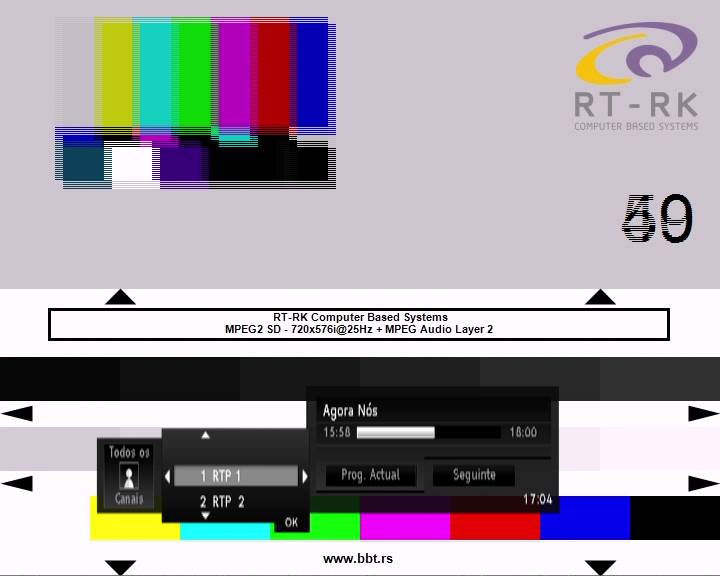 RT-RK
COMPUTER BASED SYSTEMS
RT-RK Computer Based Systems
MPEG2 SD - 720x576i@25Hz + MPEG Audio Layer 2
Agora Nós
15:58 18:00
Todos os
Canais
1 RTP 1
2 RTP 2
OK
Prog. Actual Seguinte
17:04
www.bbt.rs